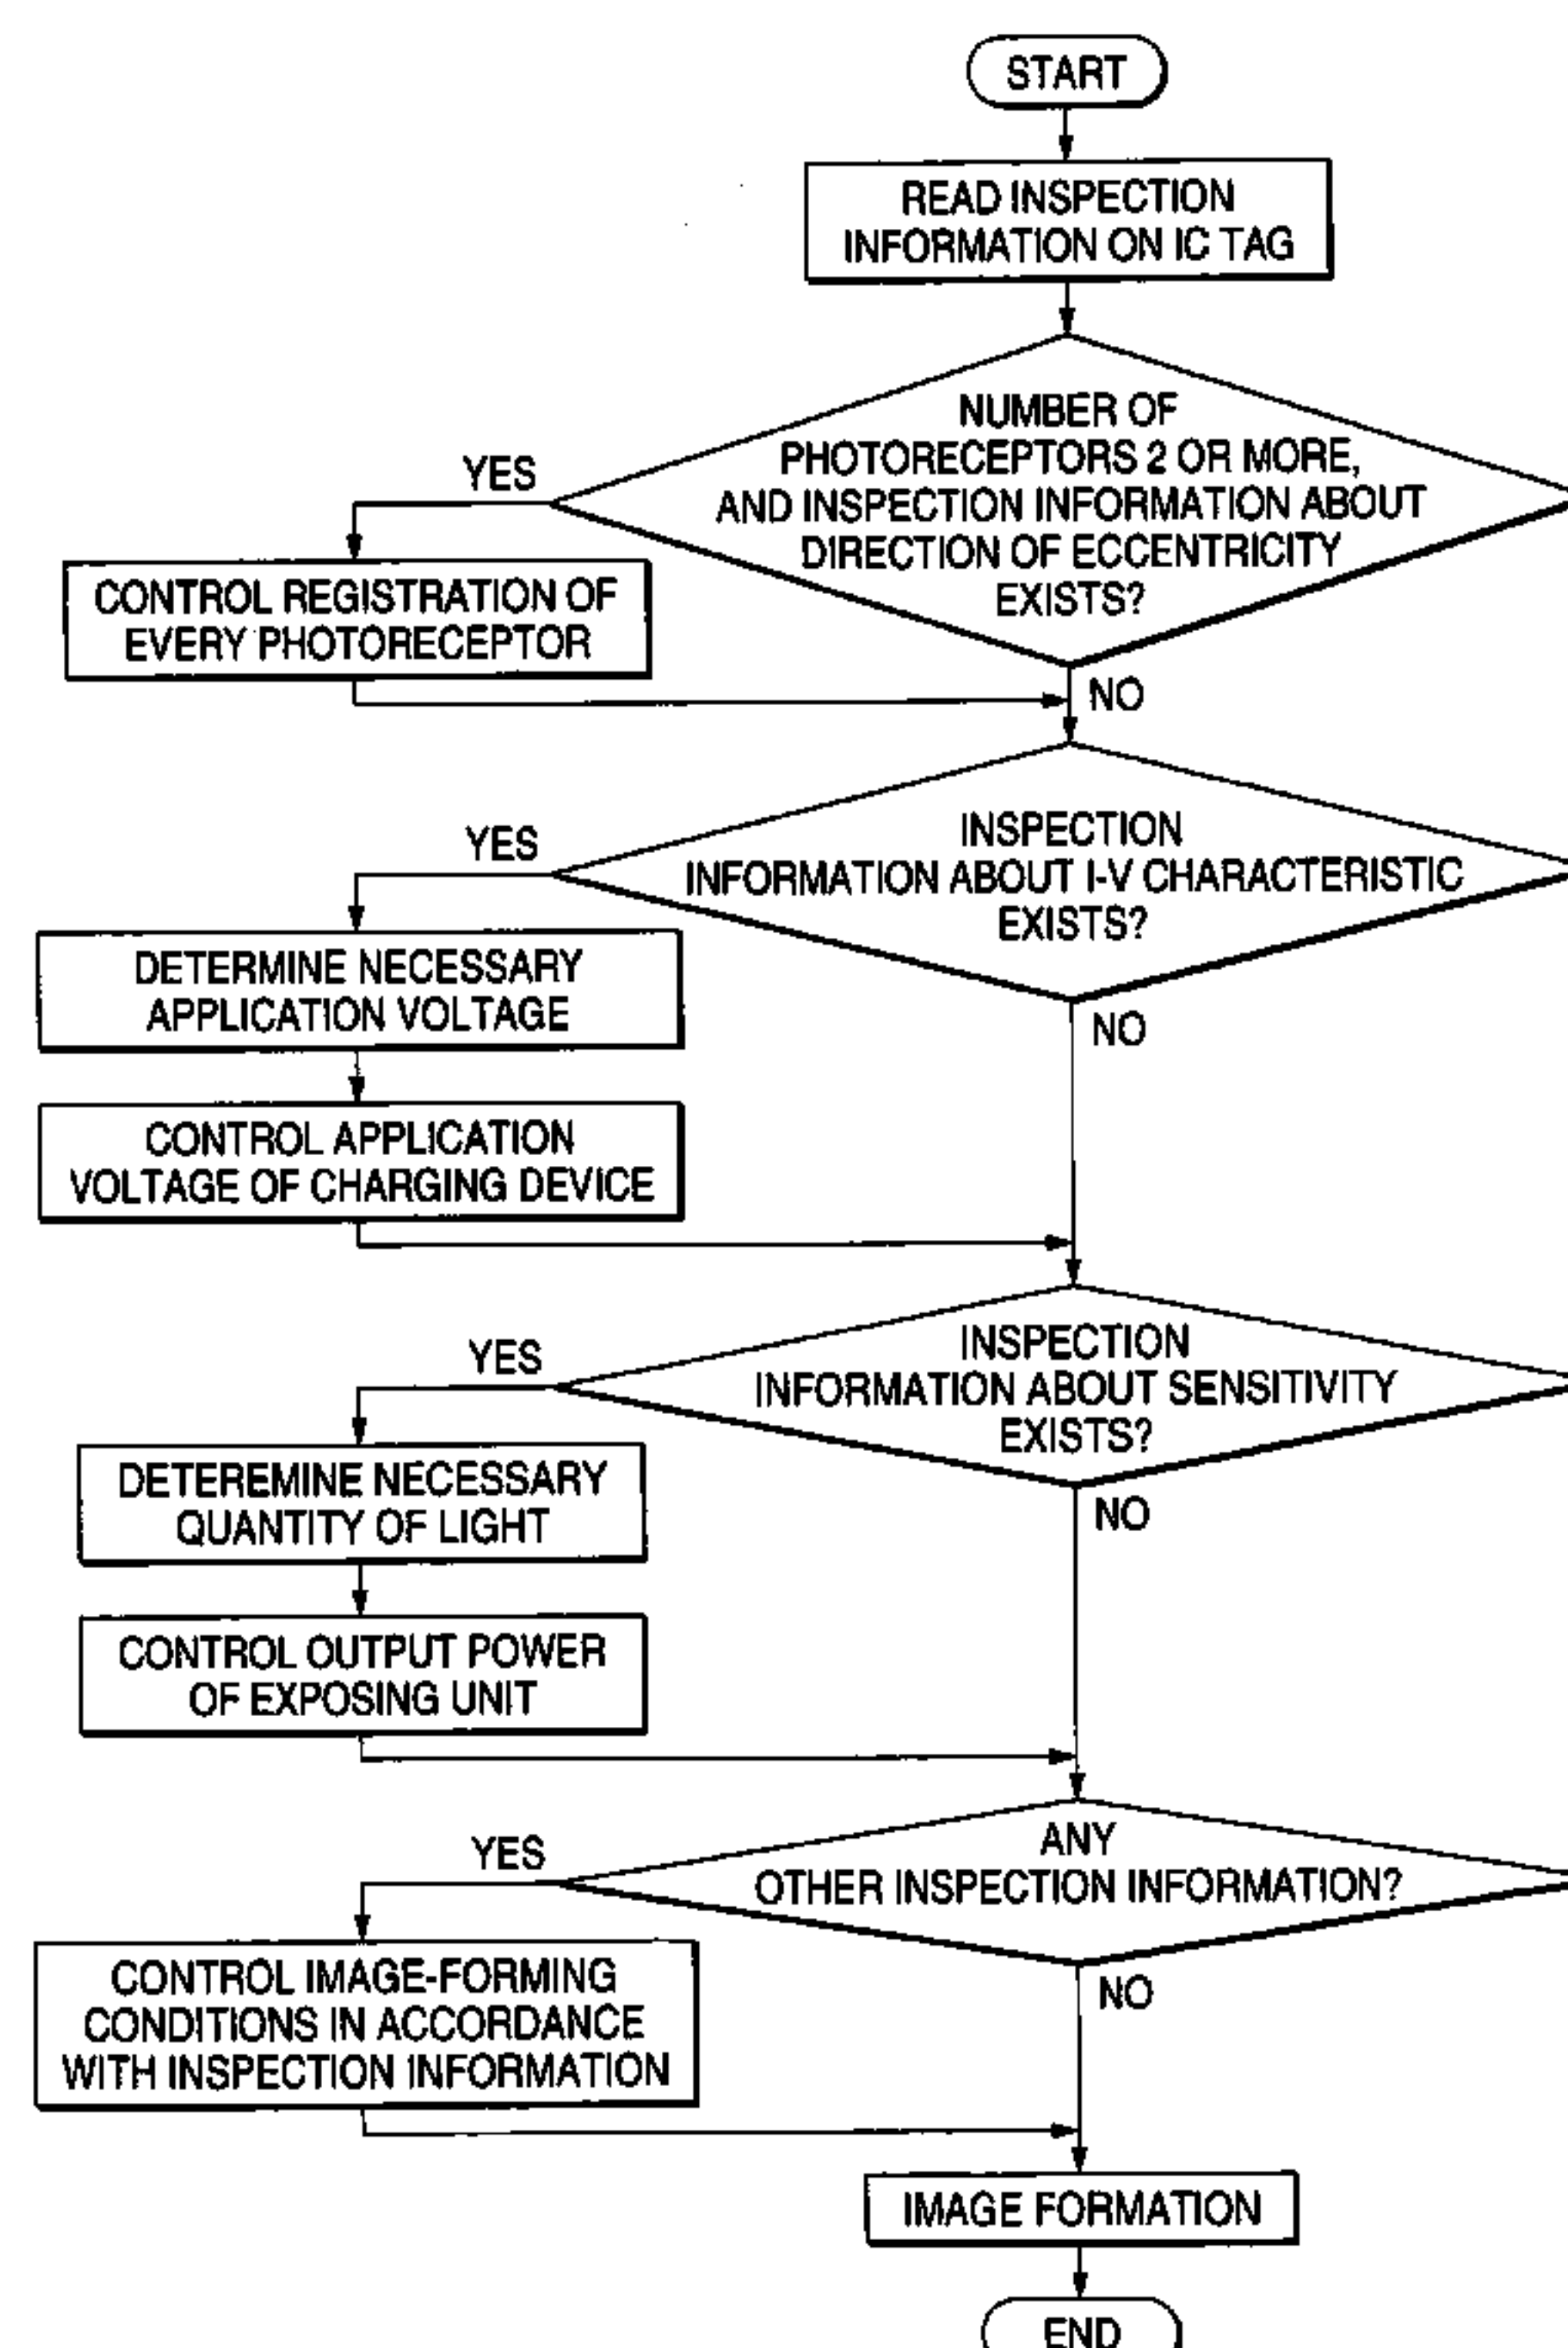 START
READ INSPECTION
INFORMATION ON IC TAG
NUMBER OF
PHOTORECEPTORS 2 OR MORE,
AND INSPECTION INFORMATION ABOUT
DIRECTION OF ECCENTRICITY
EXISTS?
YES
CONTROL REGISTRATION OF
EVERY PHOTORECEPTOR
NO
INSPECTION
INFORMATION ABOUT I-V CHARACTERISTIC
EXISTS?
YES
DETERMINE NECESSARY
APPLICATION VOLTAGE
NO
CONTROL APPLICATION
VOLTAGE OF CHARGING DEVICE
INSPECTION
INFORMATION ABOUT SENSITIVITY
EXISTS?
YES
DETEREMINE NECESSARY
QUANTITY OF LIGHT
NO
CONTROL OUTPUT POWER
OF EXPOSING UNIT
ANY
OTHER INSPECTION INFORMATION?
YES
CONTROL IMAGE-FORMING
CONDITIONS IN ACCORDANCE
WITH INSPECTION INFORMATION
NO
IMAGE FORMATION
END